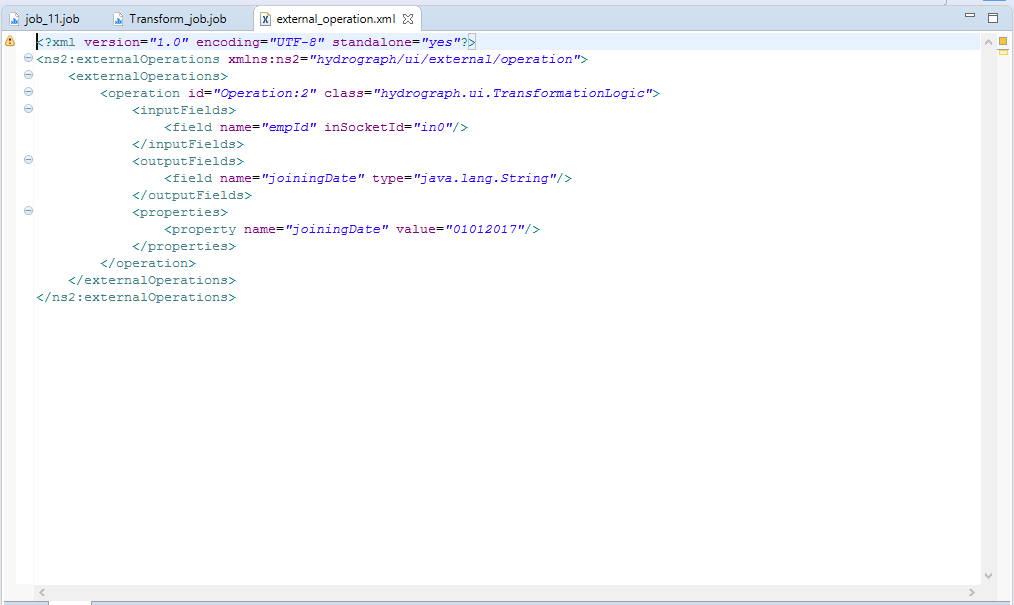 job_11.job Transform_job.job external_operation.xml
<?xml version="1.0" encoding="UTF-8" standalone="yes"?>
<ns2:externalOperations xmlns:ns2="hydrograph/ui/external/operation">
    <externalOperations>
        <operation id="Operation:2" class="hydrograph.ui.TransformationLogic">
            <inputFields>
                <field name="empId" inSocketId="in0"/>
            </inputFields>
            <outputFields>
                <field name="joiningDate" type="java.lang.String"/>
            </outputFields>
            <properties>
                <property name="joiningDate" value="01012017"/>
            </properties>
        </operation>
    </externalOperations>
</ns2:externalOperations>